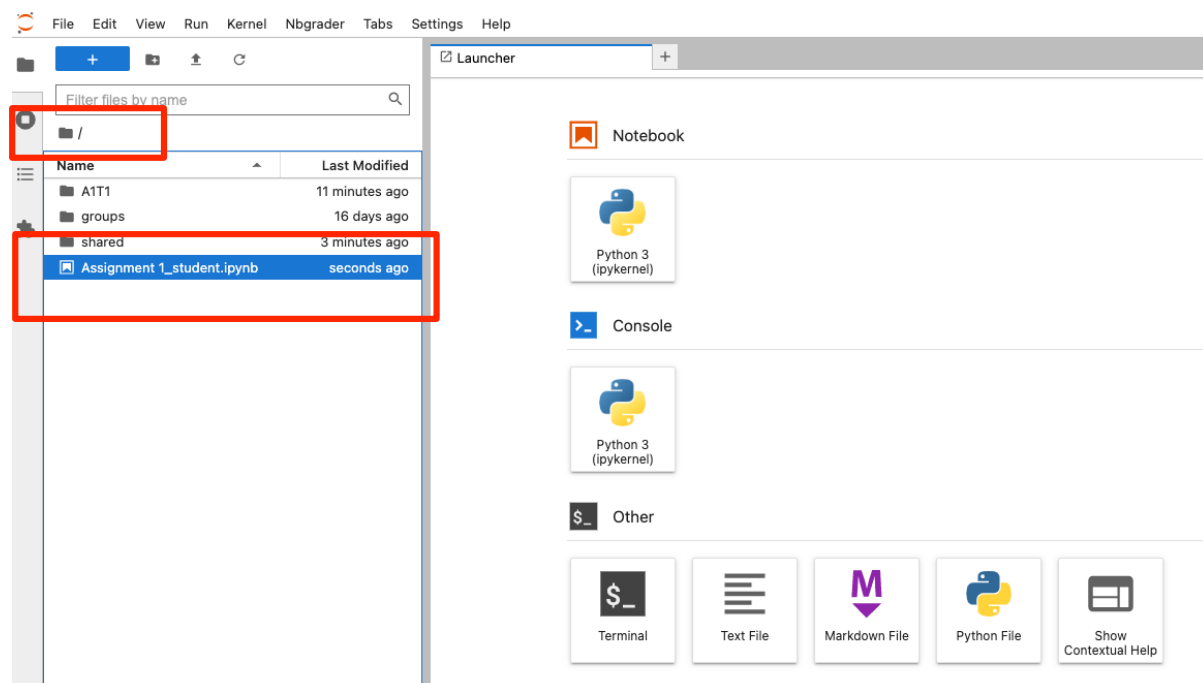 File Edit View Run Kernel Nbgrader Tabs Settings Help
+
Filter files by name
/
Name Last Modified
A1T1 11 minutes ago
groups 16 days ago
shared 3 minutes ago
Assignment 1_student.ipynb seconds ago
Launcher +
Notebook
Python 3
(ipykernel)
Console
Python 3
(ipykernel)
$_ Other
$_
Terminal
Text File
M
Markdown File
Python File
Show
Contextual Help